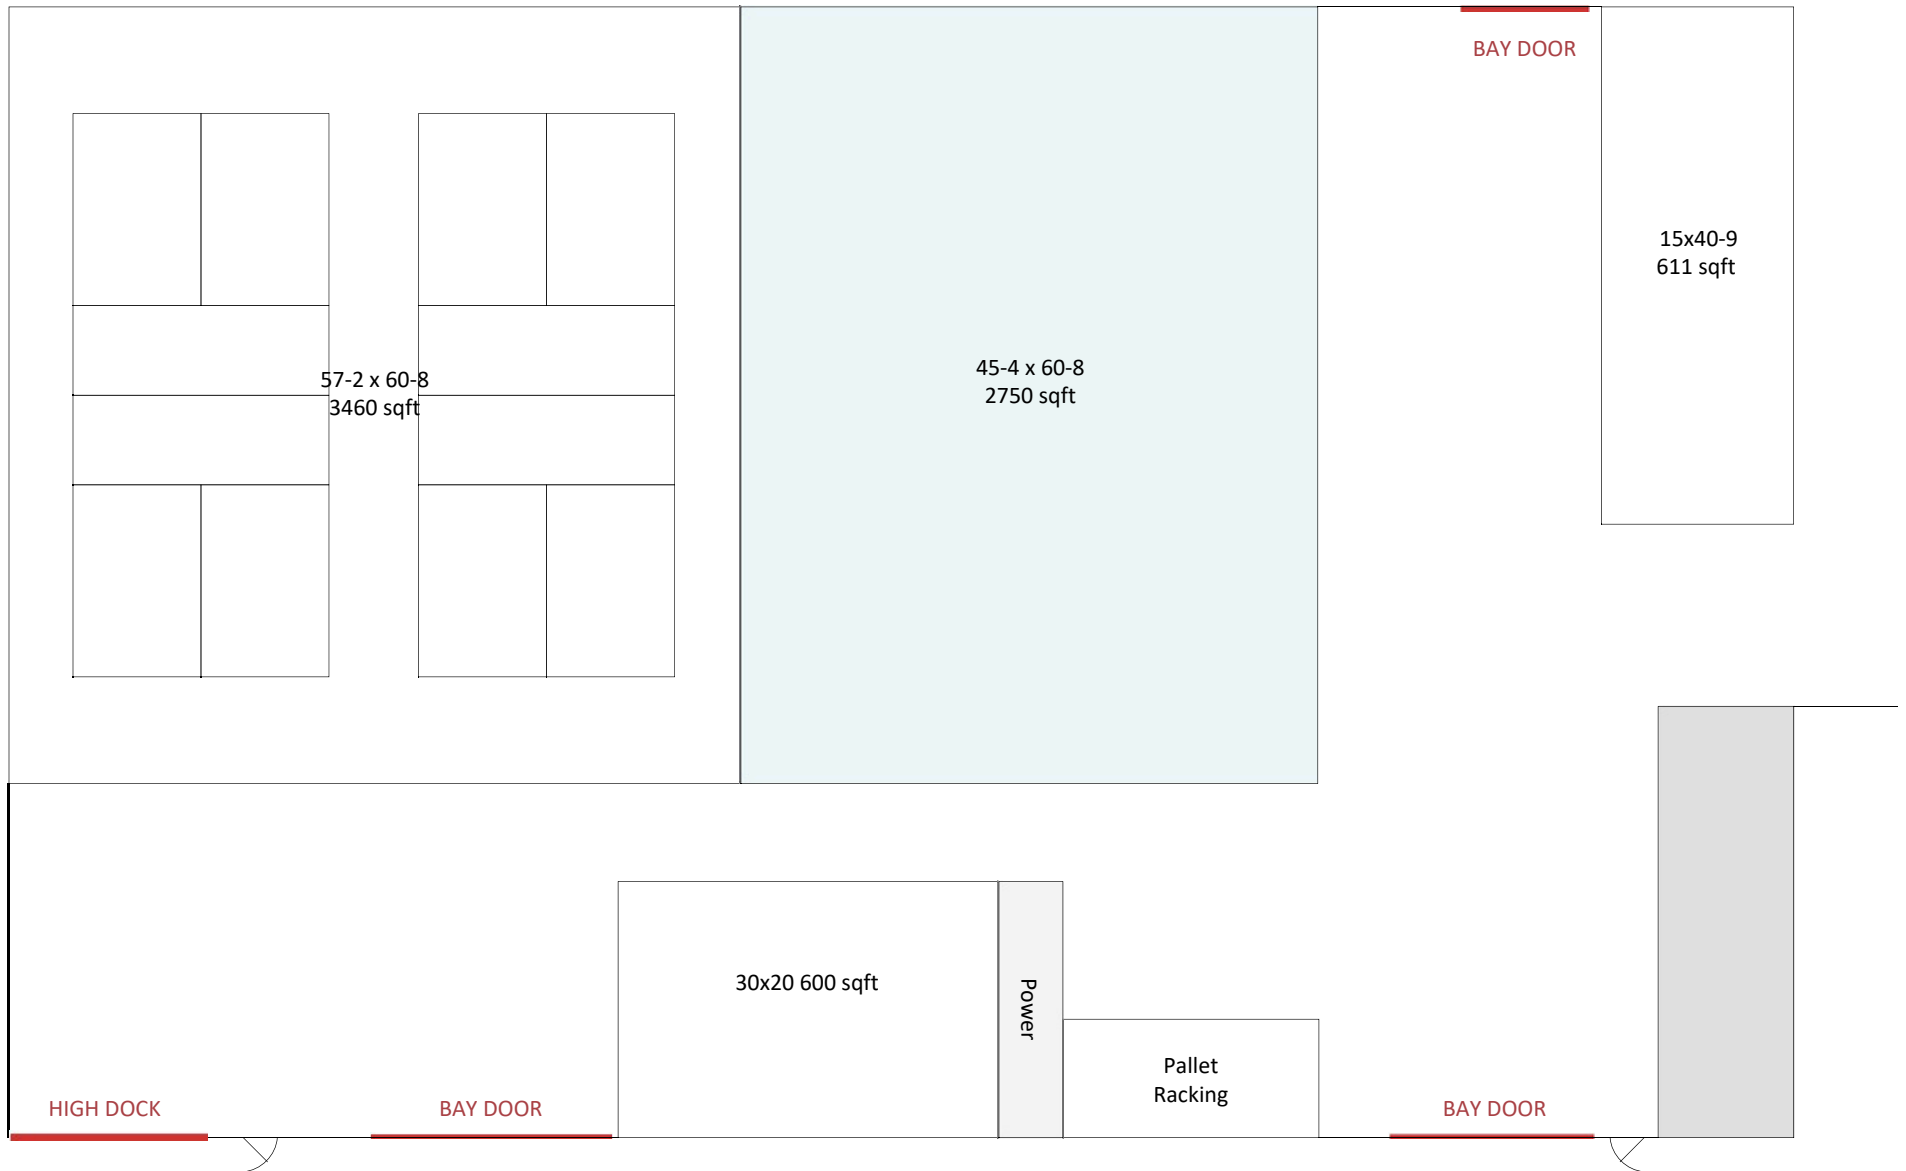 BAY DOOR
15x40-9
611 sqft
57-2 x 60-8
3460 sqft
45-4 x 60-8
2750 sqft
30x20 600 sqft
Power
Pallet
Racking
HIGH DOCK
BAY DOOR
BAY DOOR